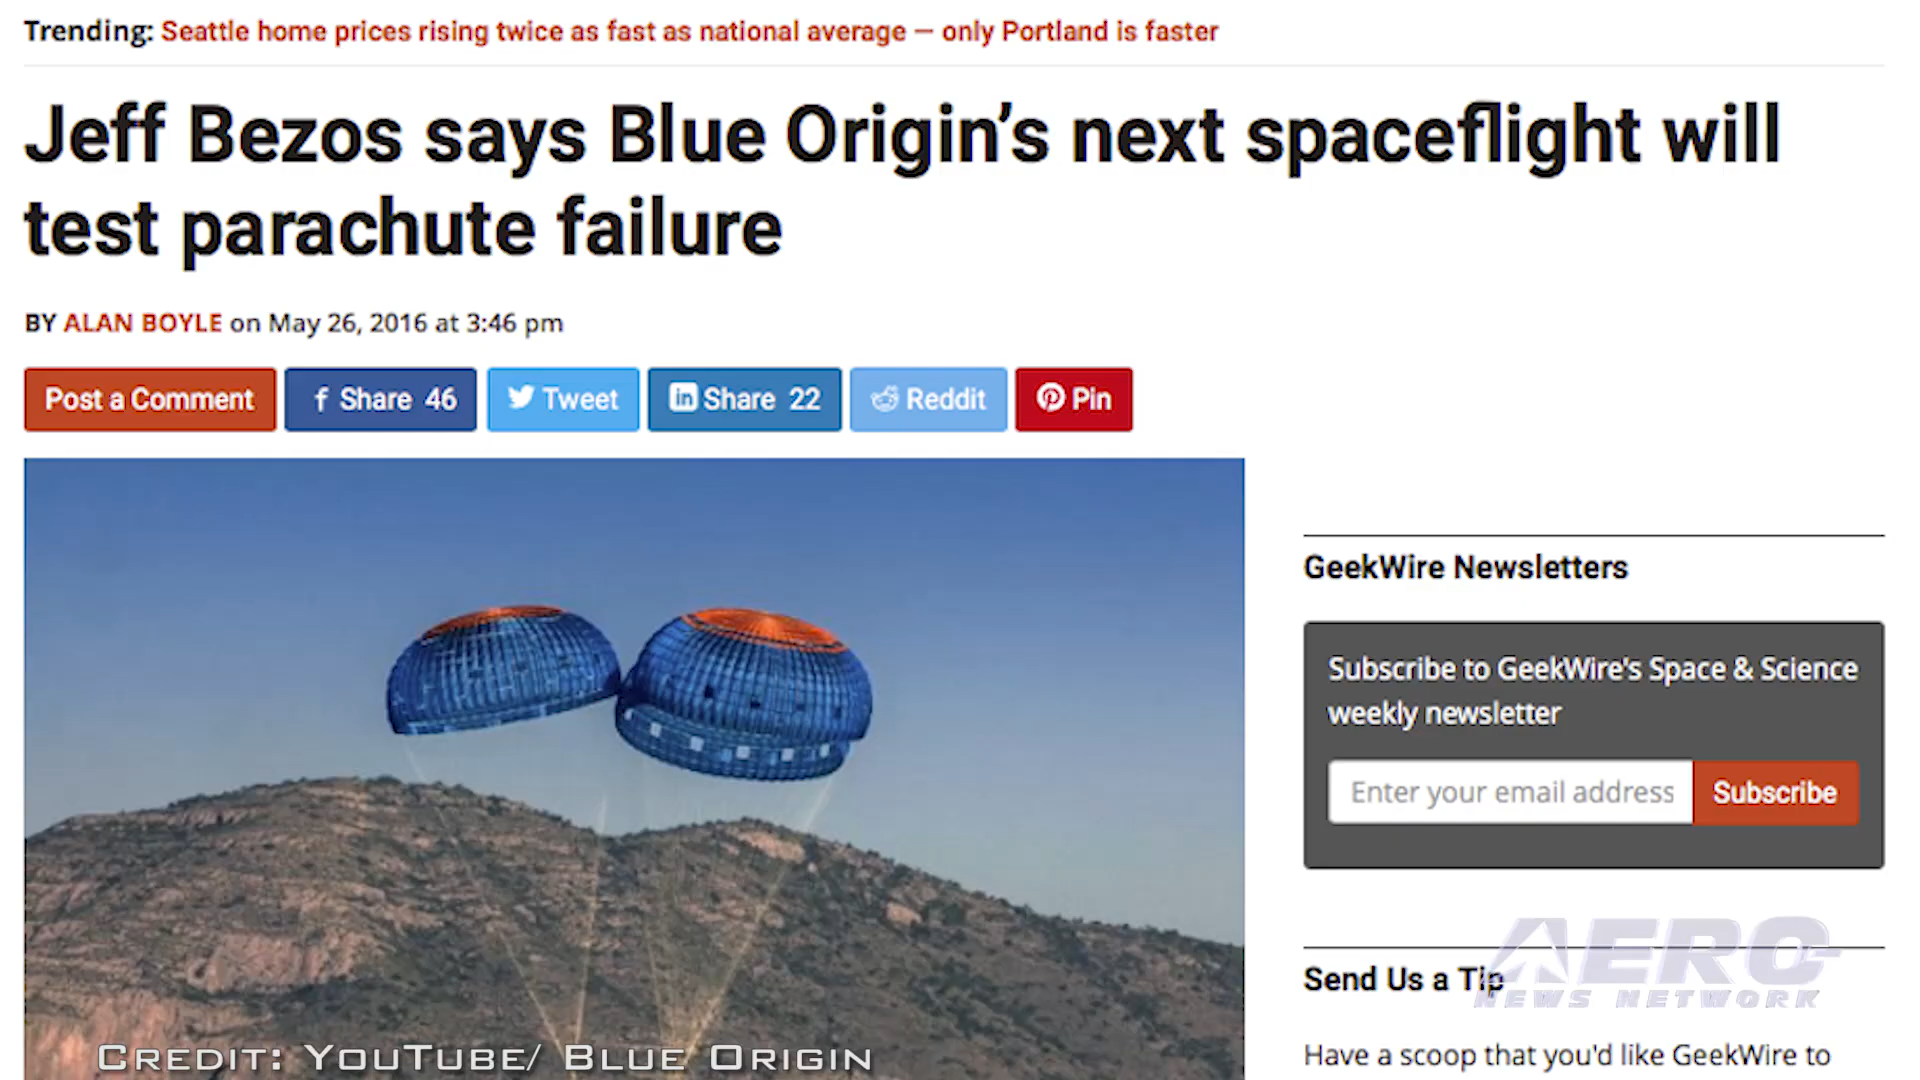 Trending: Seattle home prices rising twice as fast as national average — only Portland is faster
Jeff Bezos says Blue Origin’s next spaceflight will
test parachute failure
BY ALAN BOYLE on May 26, 2016 at 3:46 pm
Post a Comment
f Share 46
Tweet
in Share 22
Reddit
Pin
GeekWire Newsletters
Subscribe to GeekWire's Space & Science
weekly newsletter
Enter your email address
Subscribe
Send Us a Tip
AERO
NEWS NETWORK
Have a scoop that you'd like GeekWire to
CREDIT: YOUTUBE/ BLUE ORIGIN